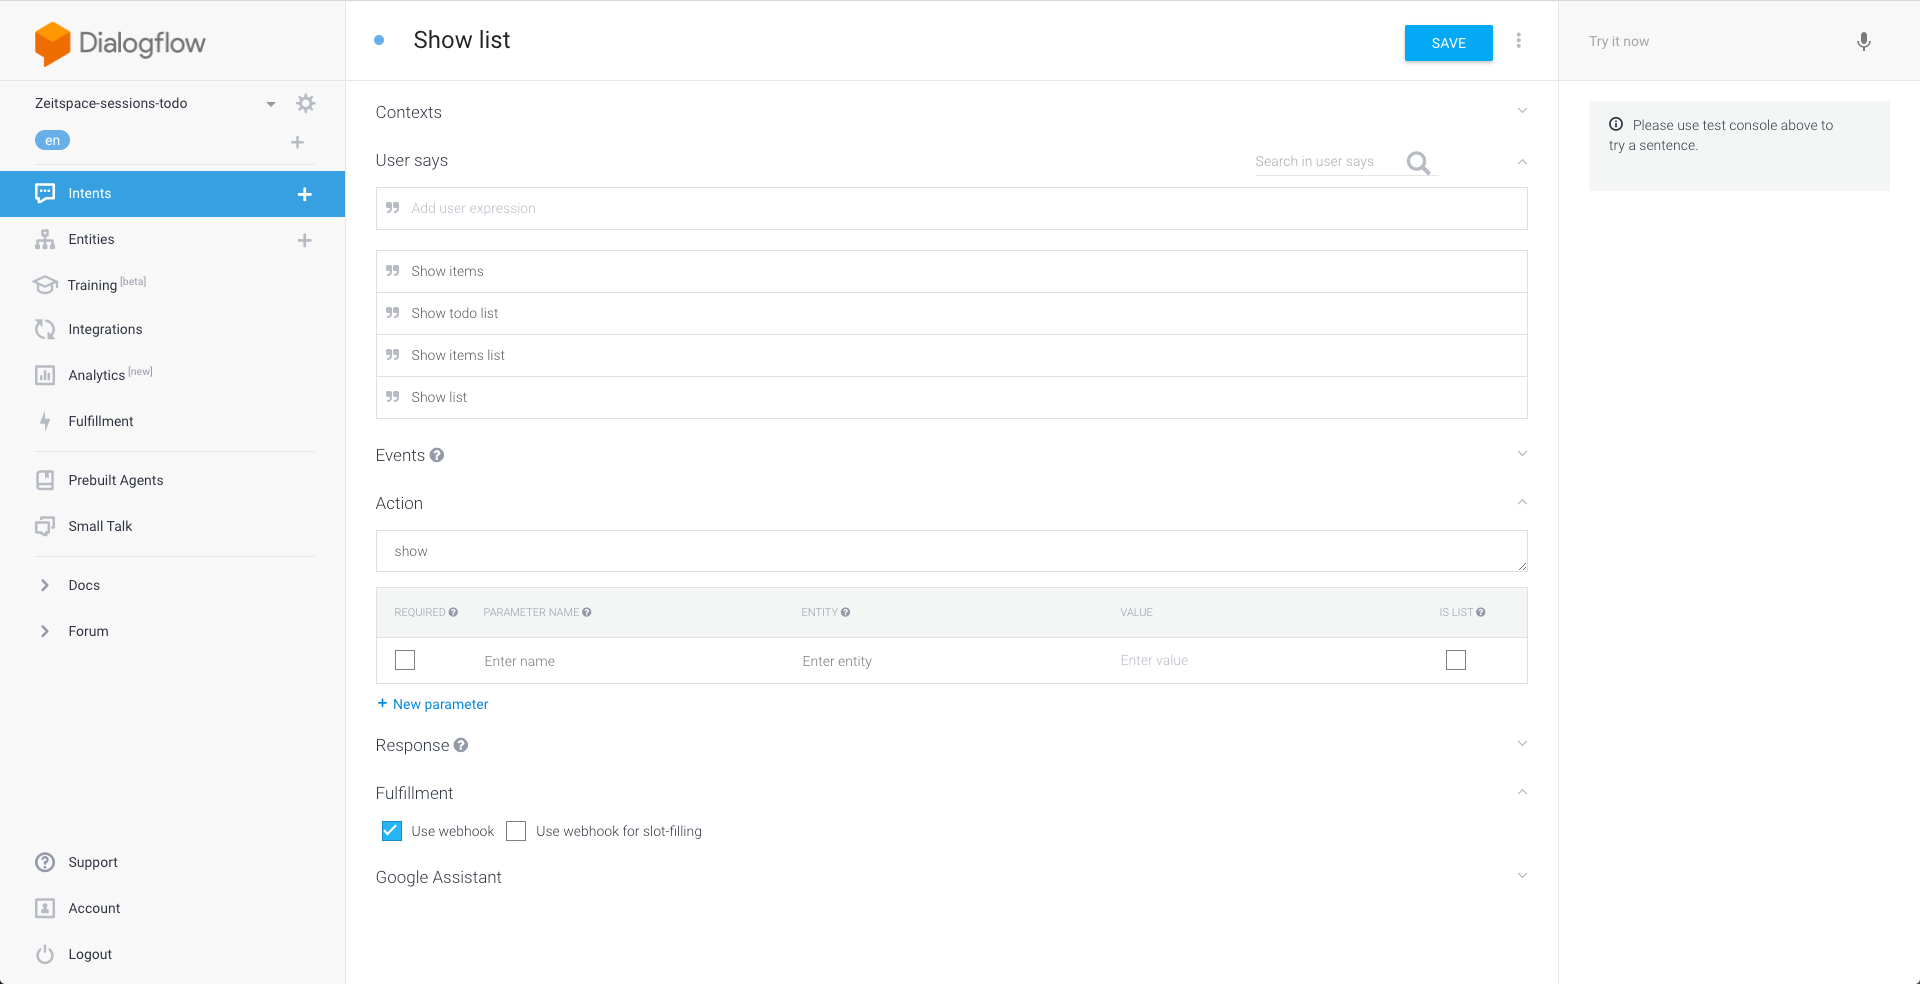 Dialogflow
Zeitspace-sessions-todo
en
Intents
Entities
Training [beta]
Integrations
Analytics [new]
Fulfillment
Prebuilt Agents
Small Talk
Docs
Forum
Support
Account
Logout
Show list
SAVE
Contexts
User says
Search in user says
Add user expression
Show items
Show todo list
Show items list
Show list
Events
Action
show
REQUIRED PARAMETER NAME ENTITY VALUE IS LIST
Enter name Enter entity Enter value
+ New parameter
Response
Fulfillment
Use webhook Use webhook for slot-filling
Google Assistant
Try it now
Please use test console above to
try a sentence.